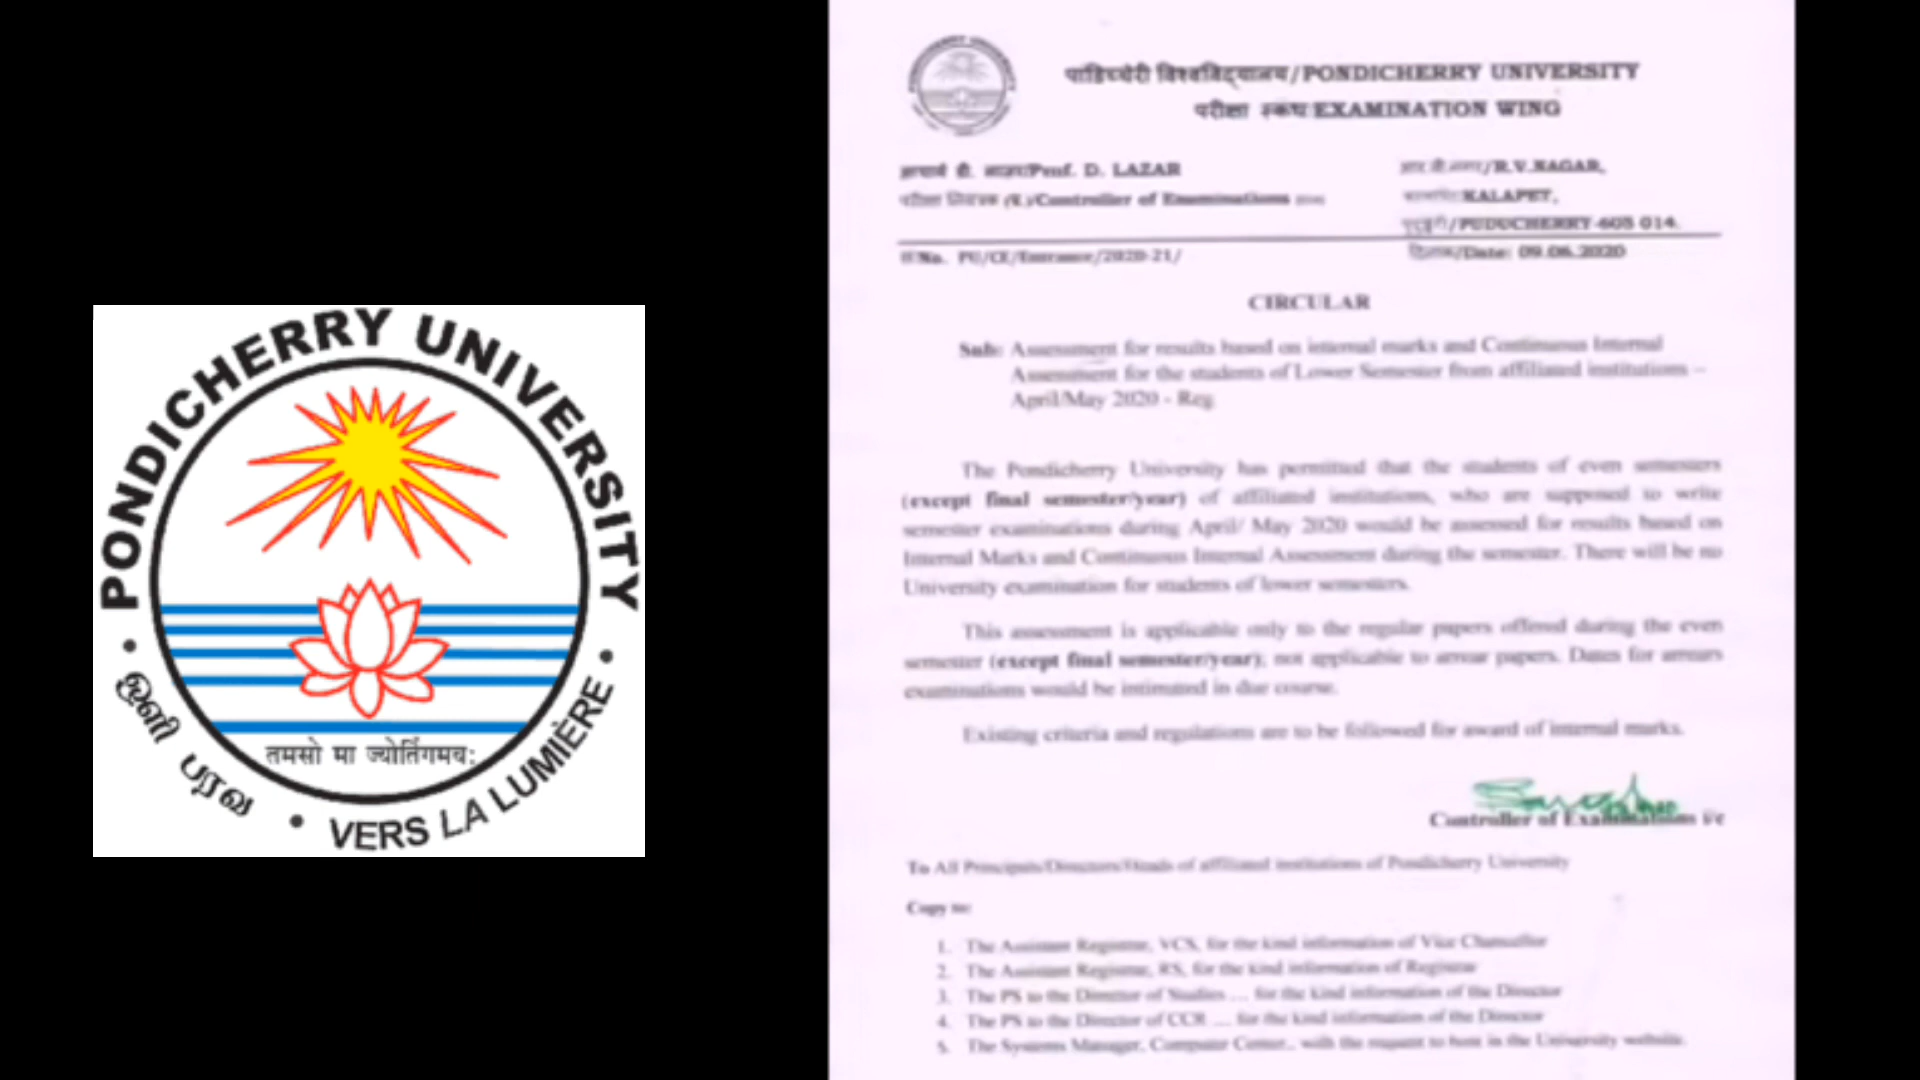 PONDICHERRY UNIVERSITY
तमसो मा ज्योतिंगमवः
ஒளி பரவ • VERS LA LUMIÈRE
पांडिच्चेरी विश्वविद्यालय/PONDICHERRY UNIVERSITY
परीक्षा स्कंध/EXAMINATION WING
Prof. D. LAZAR
Controller of Examinations
R.V.NAGAR,
KALAPET,
PUDUCHERRY-605 014.
No. PU/CE/Entrance/2020-21/
दिनांक/Date: 09.06.2020
CIRCULAR
Sub: Assessment for results based on internal marks and Continuous Internal
Assessment for the students of Lower Semester from affiliated institutions –
April/May 2020 - Reg
The Pondicherry University has permitted that the students of even semesters
(except final semester/year) of affiliated institutions, who are supposed to write
semester examinations during April/ May 2020 would be assessed for results based on
Internal Marks and Continuous Internal Assessment during the semester. There will be no
University examination for students of lower semesters.
This assessment is applicable only to the regular papers offered during the even
semester (except final semester/year); not applicable to arrear papers. Dates for arrears
examinations would be intimated in due course.
Existing criteria and regulations are to be followed for award of internal marks.
Controller of Examinations i/c
To All Principals/Directors/Heads of affiliated institutions of Pondicherry University
Copy to:
1. The Assistant Registrar, VCS, for the kind information of Vice Chancellor
2. The Assistant Registrar, RS, for the kind information of Registrar
3. The PS to the Director of Studies ... for the kind information of the Director
4. The PS to the Director of CCR ... for the kind information of the Director
5. The Systems Manager, Computer Center., with the request to host in the University website.